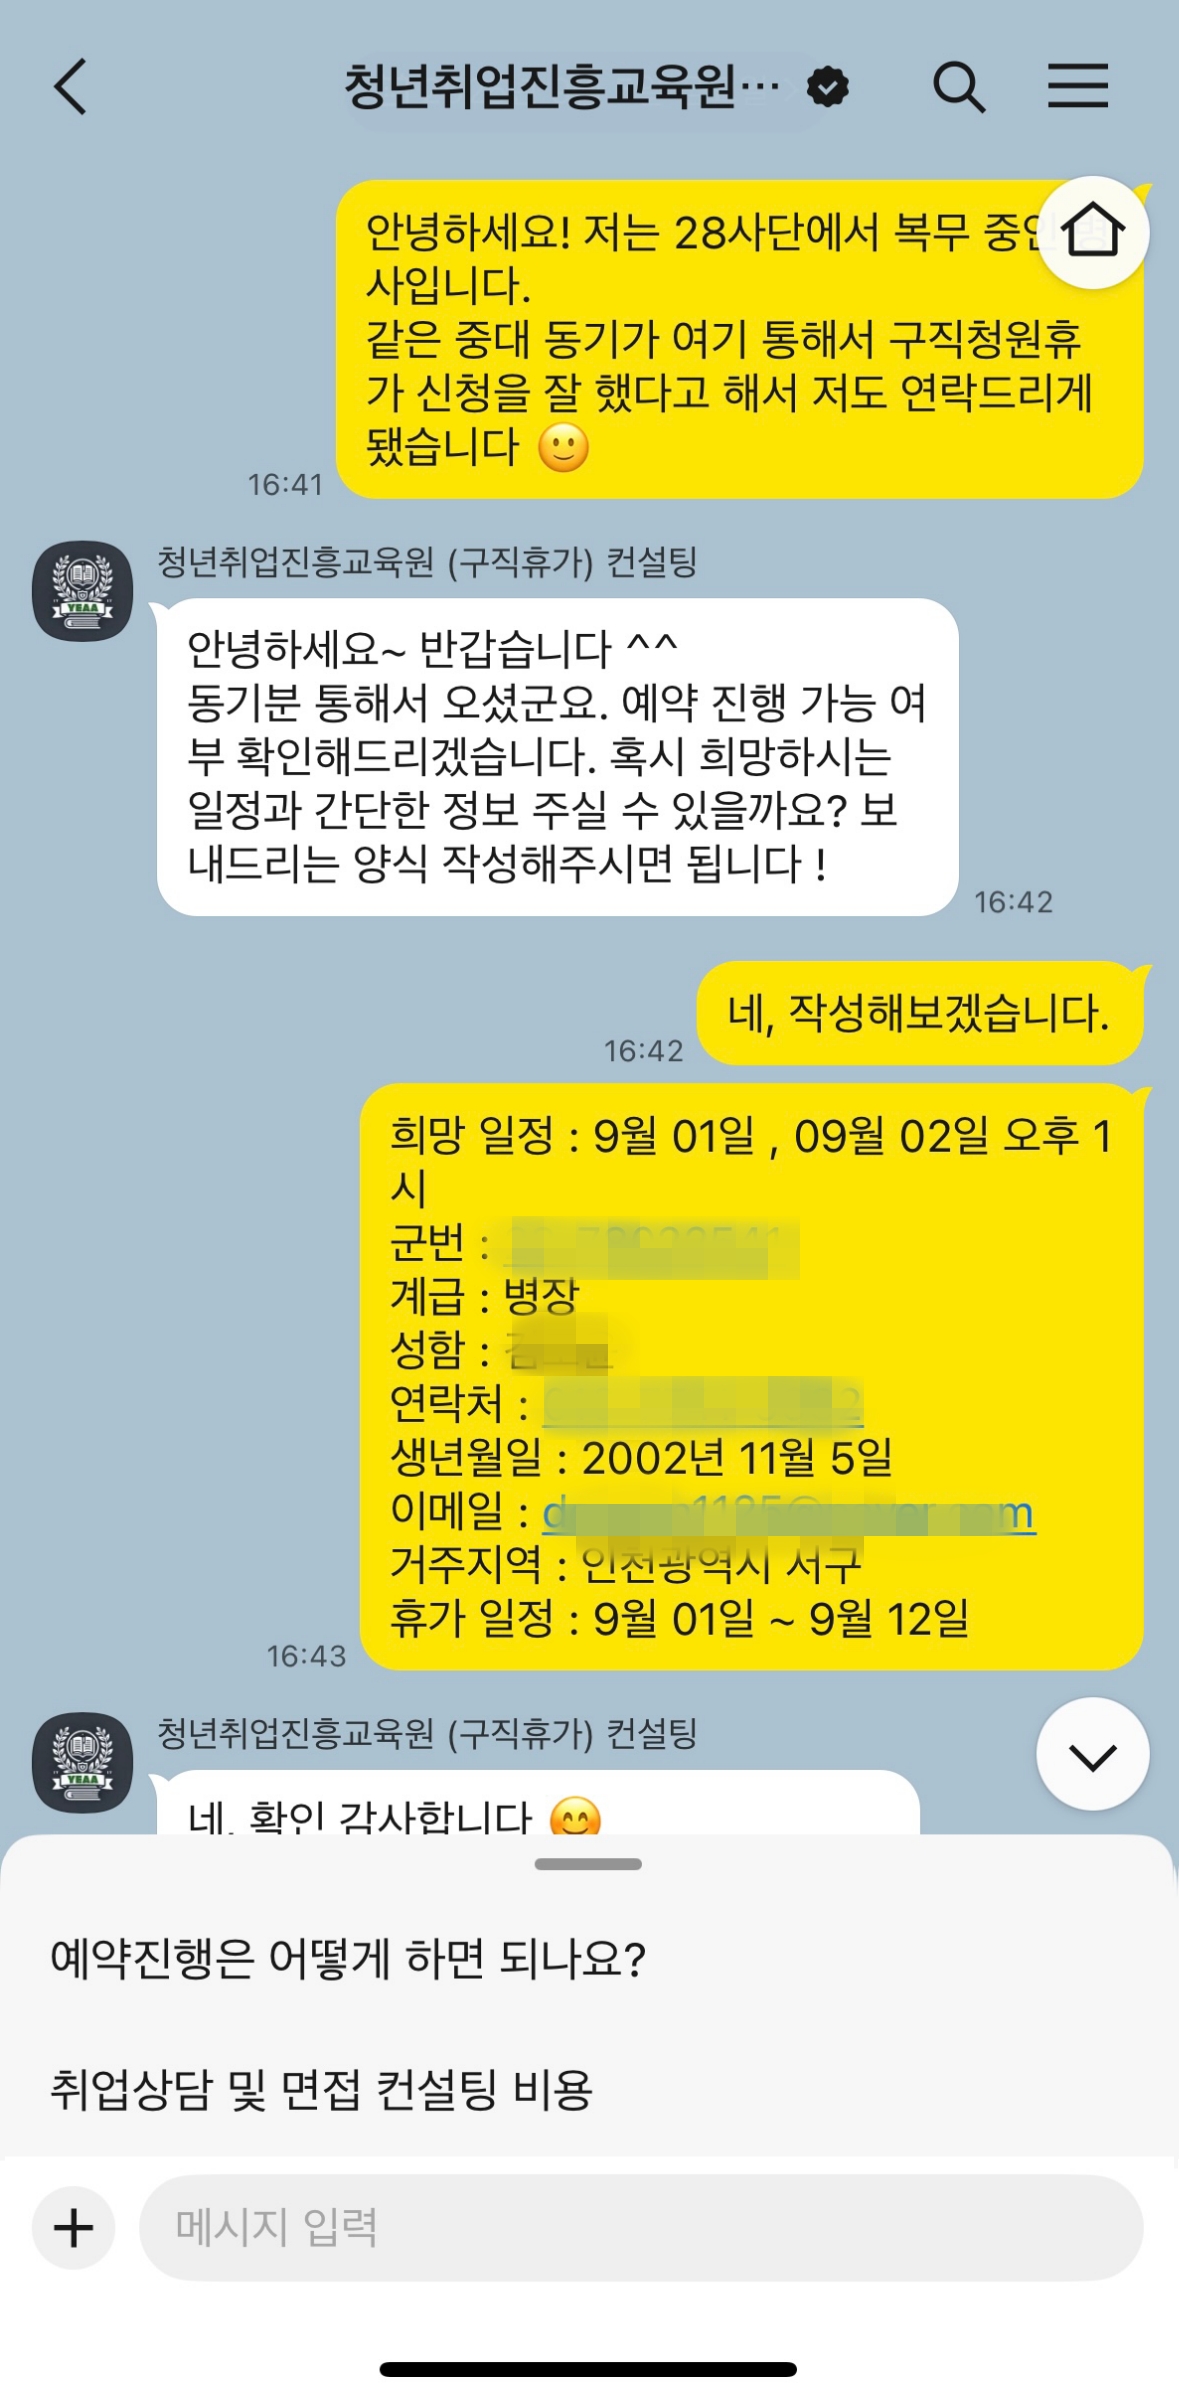 청년취업진흥교육원...
안녕하세요! 저는 28사단에서 복무 중인
사입니다.
같은 중대 동기가 여기 통해서 구직청원휴
가 신청을 잘 했다고 해서 저도 연락드리게
됐습니다 🙂
16:41
청년취업진흥교육원 (구직휴가) 컨설팅
YEAA
안녕하세요~ 반갑습니다 ^^
동기분 통해서 오셨군요. 예약 진행 가능 여
부 확인해드리겠습니다. 혹시 희망하시는
일정과 간단한 정보 주실 수 있을까요? 보
내드리는 양식 작성해주시면 됩니다 !
16:42
네, 작성해보겠습니다.
16:42
희망 일정 : 9월 01일 , 09월 02일 오후 1
시
군번 :
계급 : 병장
성함 :
연락처 :
생년월일 : 2002년 11월 5일
이메일 :
거주지역 : 인천광역시 서구
휴가 일정 : 9월 01일 ~ 9월 12일
16:43
청년취업진흥교육원 (구직휴가) 컨설팅
YEAA
네, 확인 감사합니다 😊
예약진행은 어떻게 하면 되나요?
취업상담 및 면접 컨설팅 비용
메시지 입력